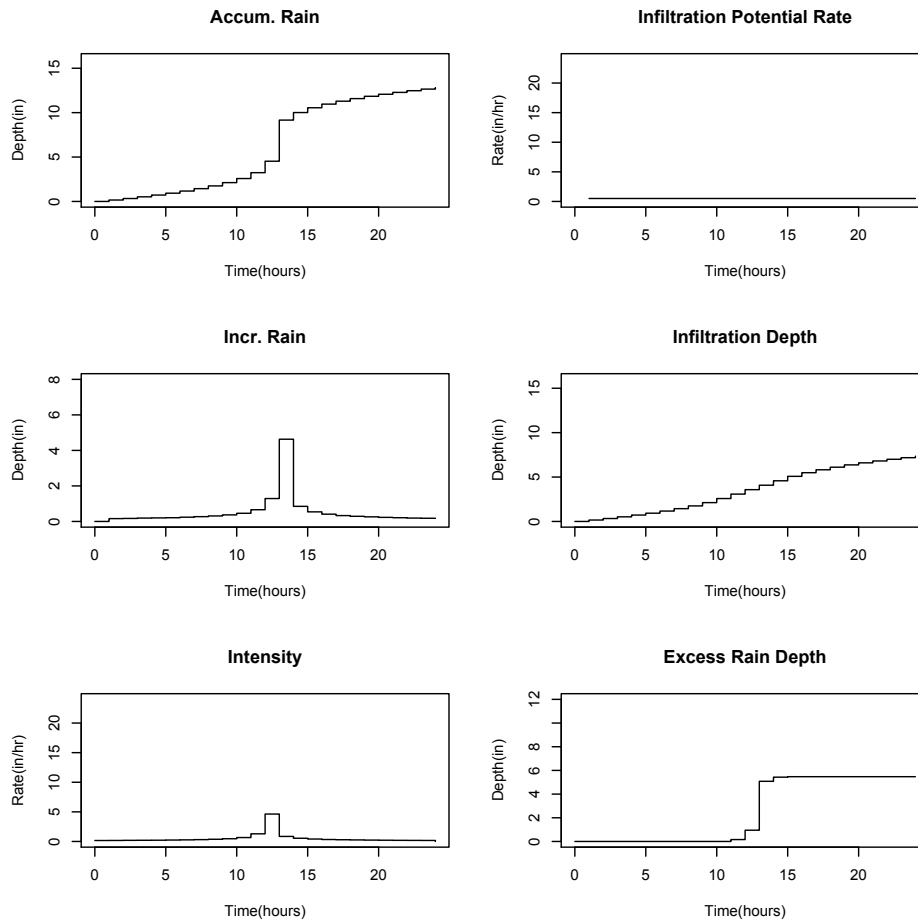 Accum. Rain
Depth(in)
15
10
5
0
0 5 10 15 20
Time(hours)
Infiltration Potential Rate
Rate(in/hr)
20
15
10
5
0
0 5 10 15 20
Time(hours)
Incr. Rain
Depth(in)
8
6
4
2
0
0 5 10 15 20
Time(hours)
Infiltration Depth
Depth(in)
15
10
5
0
0 5 10 15 20
Time(hours)
Intensity
Rate(in/hr)
20
15
10
5
0
0 5 10 15 20
Time(hours)
Excess Rain Depth
Depth(in)
12
8
6
4
2
0
0 5 10 15 20
Time(hours)